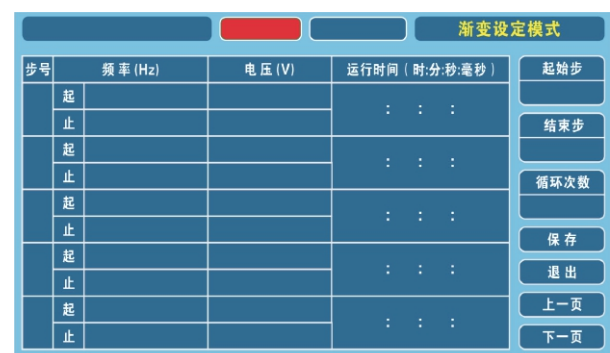 渐变设定模式
步号 频率(Hz) 电压(V) 运行时间(时:分:秒:毫秒) 起始步
起
: : :
止
结束步
起
: : :
止
循环次数
起
: : :
止
保存
起
: : :
退出
止
起
上一页
: : :
止
下一页